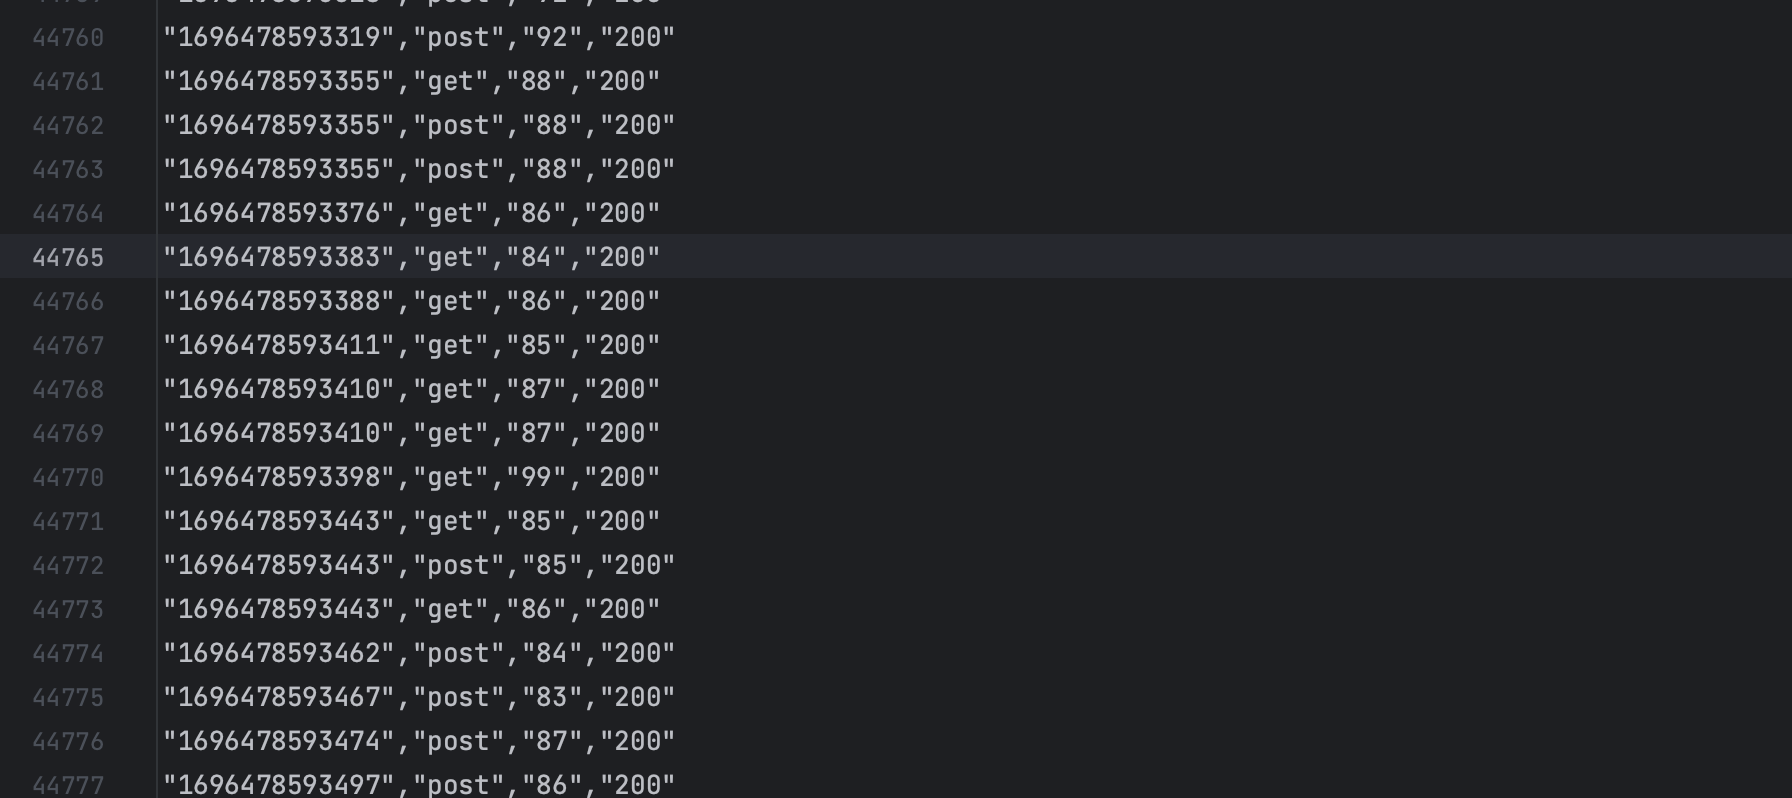 44760 "1696478593319","post","92","200"
44761 "1696478593355","get","88","200"
44762 "1696478593355","post","88","200"
44763 "1696478593355","post","88","200"
44764 "1696478593376","get","86","200"
44765 "1696478593383","get","84","200"
44766 "1696478593388","get","86","200"
44767 "1696478593411","get","85","200"
44768 "1696478593410","get","87","200"
44769 "1696478593410","get","87","200"
44770 "1696478593398","get","99","200"
44771 "1696478593443","get","85","200"
44772 "1696478593443","post","85","200"
44773 "1696478593443","get","86","200"
44774 "1696478593462","post","84","200"
44775 "1696478593467","post","83","200"
44776 "1696478593474","post","87","200"
44777 "1696478593497","post","86","200"